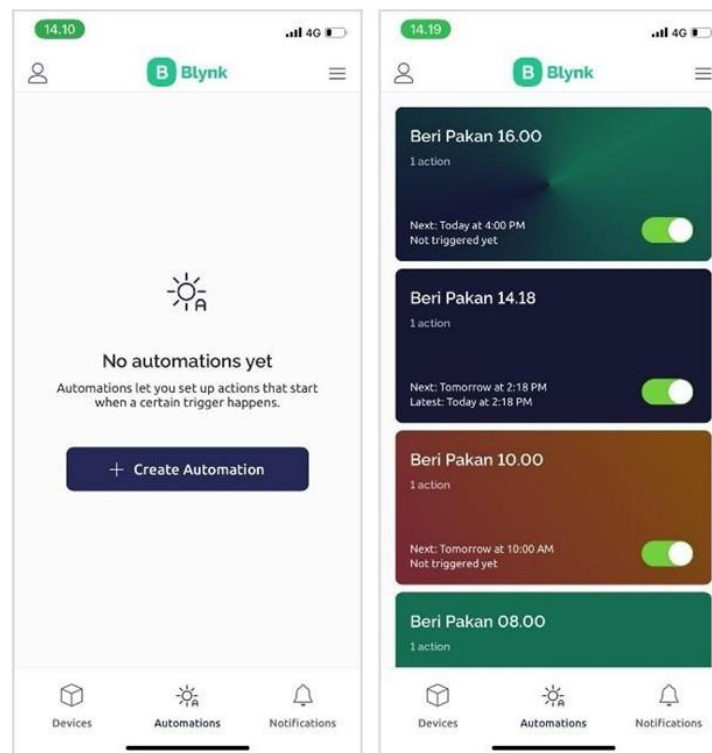 14.10
4G
B Blynk
No automations yet
Automations let you set up actions that start
when a certain trigger happens.
+ Create Automation
Devices
Automations
Notifications
14.19
4G
B Blynk
Beri Pakan 16.00
1 action
Next: Today at 4:00 PM
Not triggered yet
Beri Pakan 14.18
1 action
Next: Tomorrow at 2:18 PM
Latest: Today at 2:18 PM
Beri Pakan 10.00
1 action
Next: Tomorrow at 10:00 AM
Not triggered yet
Beri Pakan 08.00
1 action
Devices
Automations
Notifications